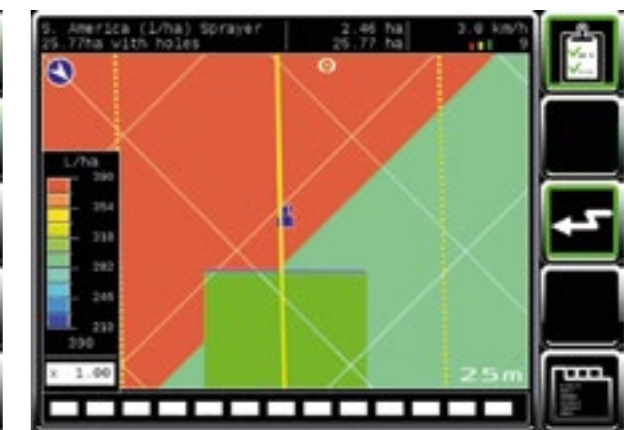 S. America (l/ha) Sprayer
25.77ha with holes
2.46 ha
25.77 ha
3.0 km/h
9
L/ha
390
354
318
282
246
210
390
x 1.00
25m